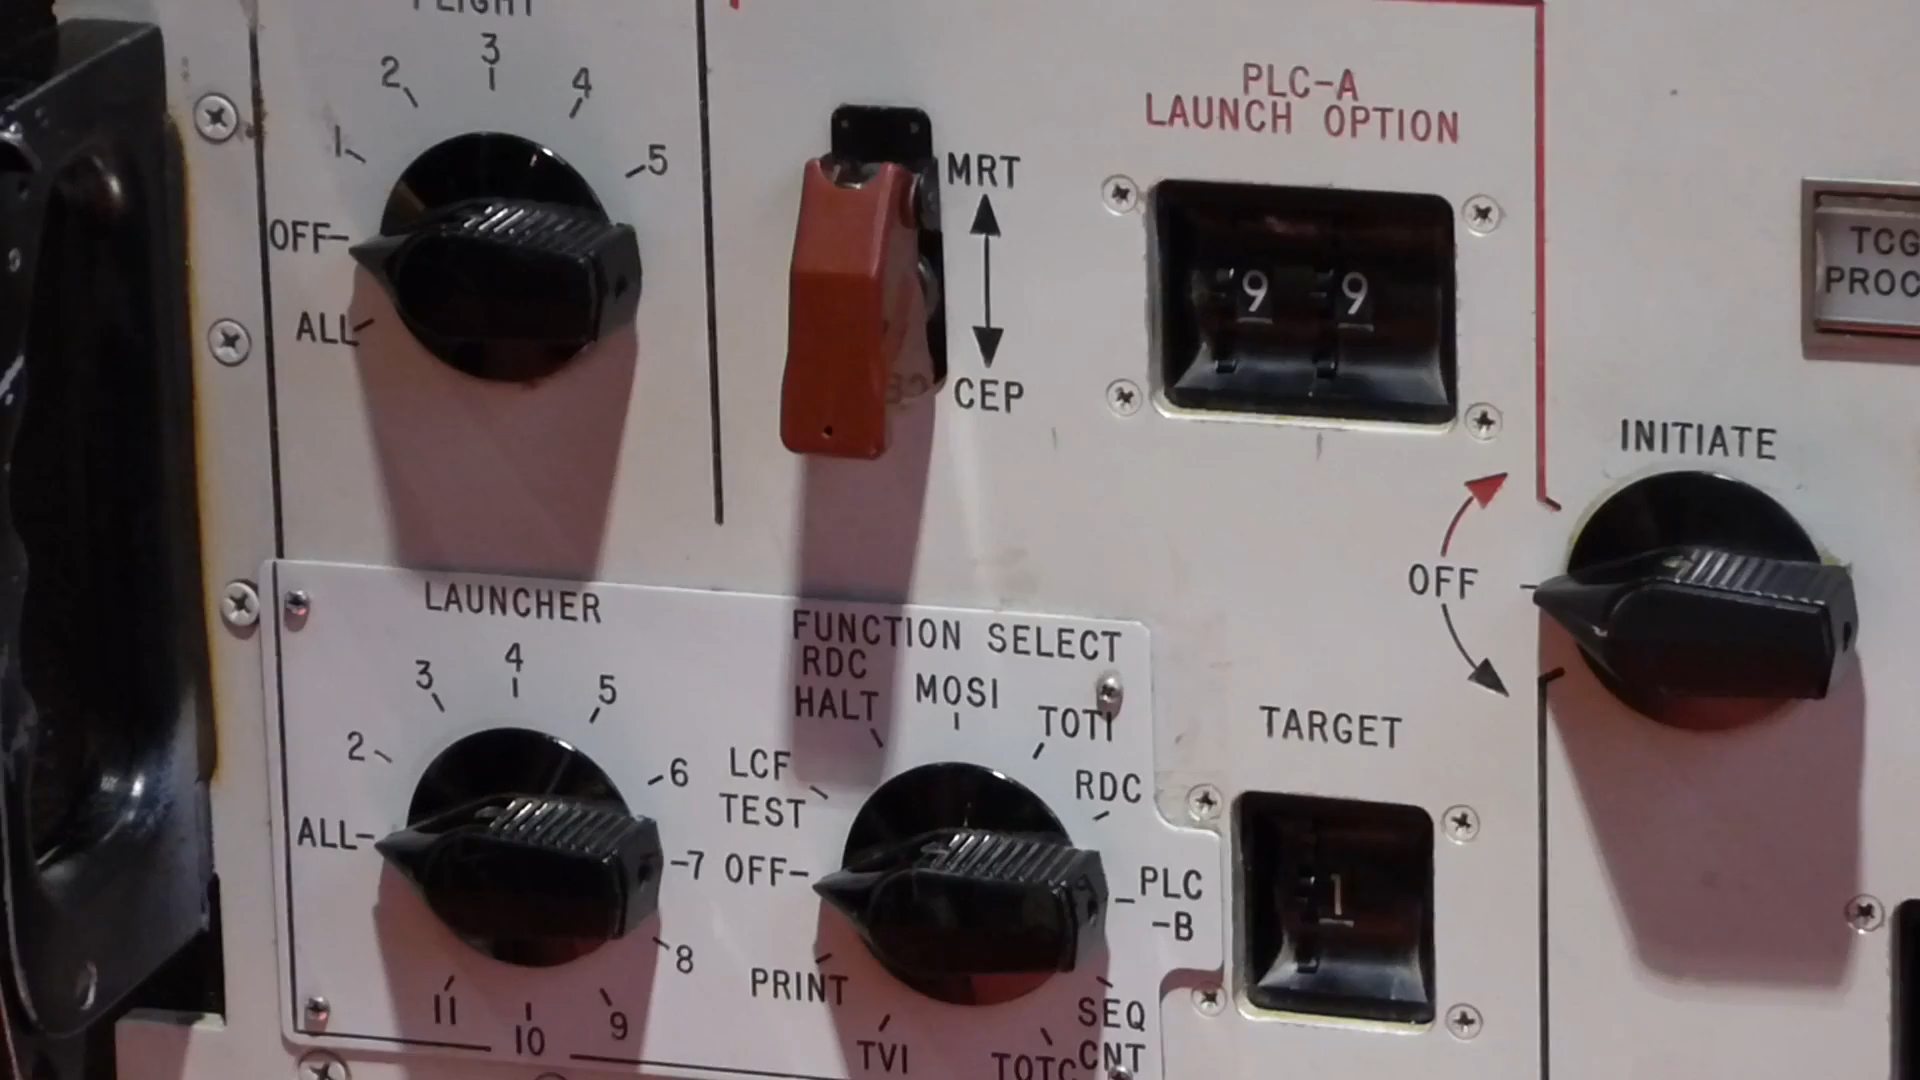 FLIGHT
1
2
3
4
5
OFF
ALL
MRT
CEP
PLC-A
LAUNCH OPTION
9 9
TCG
PROC
INITIATE
OFF
LAUNCHER
ALL
2
3
4
5
6
7
8
9
10
11
FUNCTION SELECT
RDC
HALT
MOSI
TOTI
RDC
LCF
TEST
OFF
PLC
-B
PRINT
TVI
TOTC
SEQ
CNT
TARGET
1